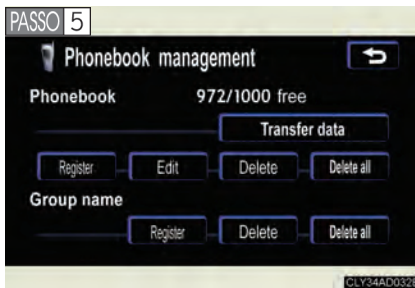 PASSO 5
Phonebook management
Phonebook 972/1000 free
Transfer data
Register Edit Delete Delete all
Group name
Register Delete Delete all
CLY34AD032